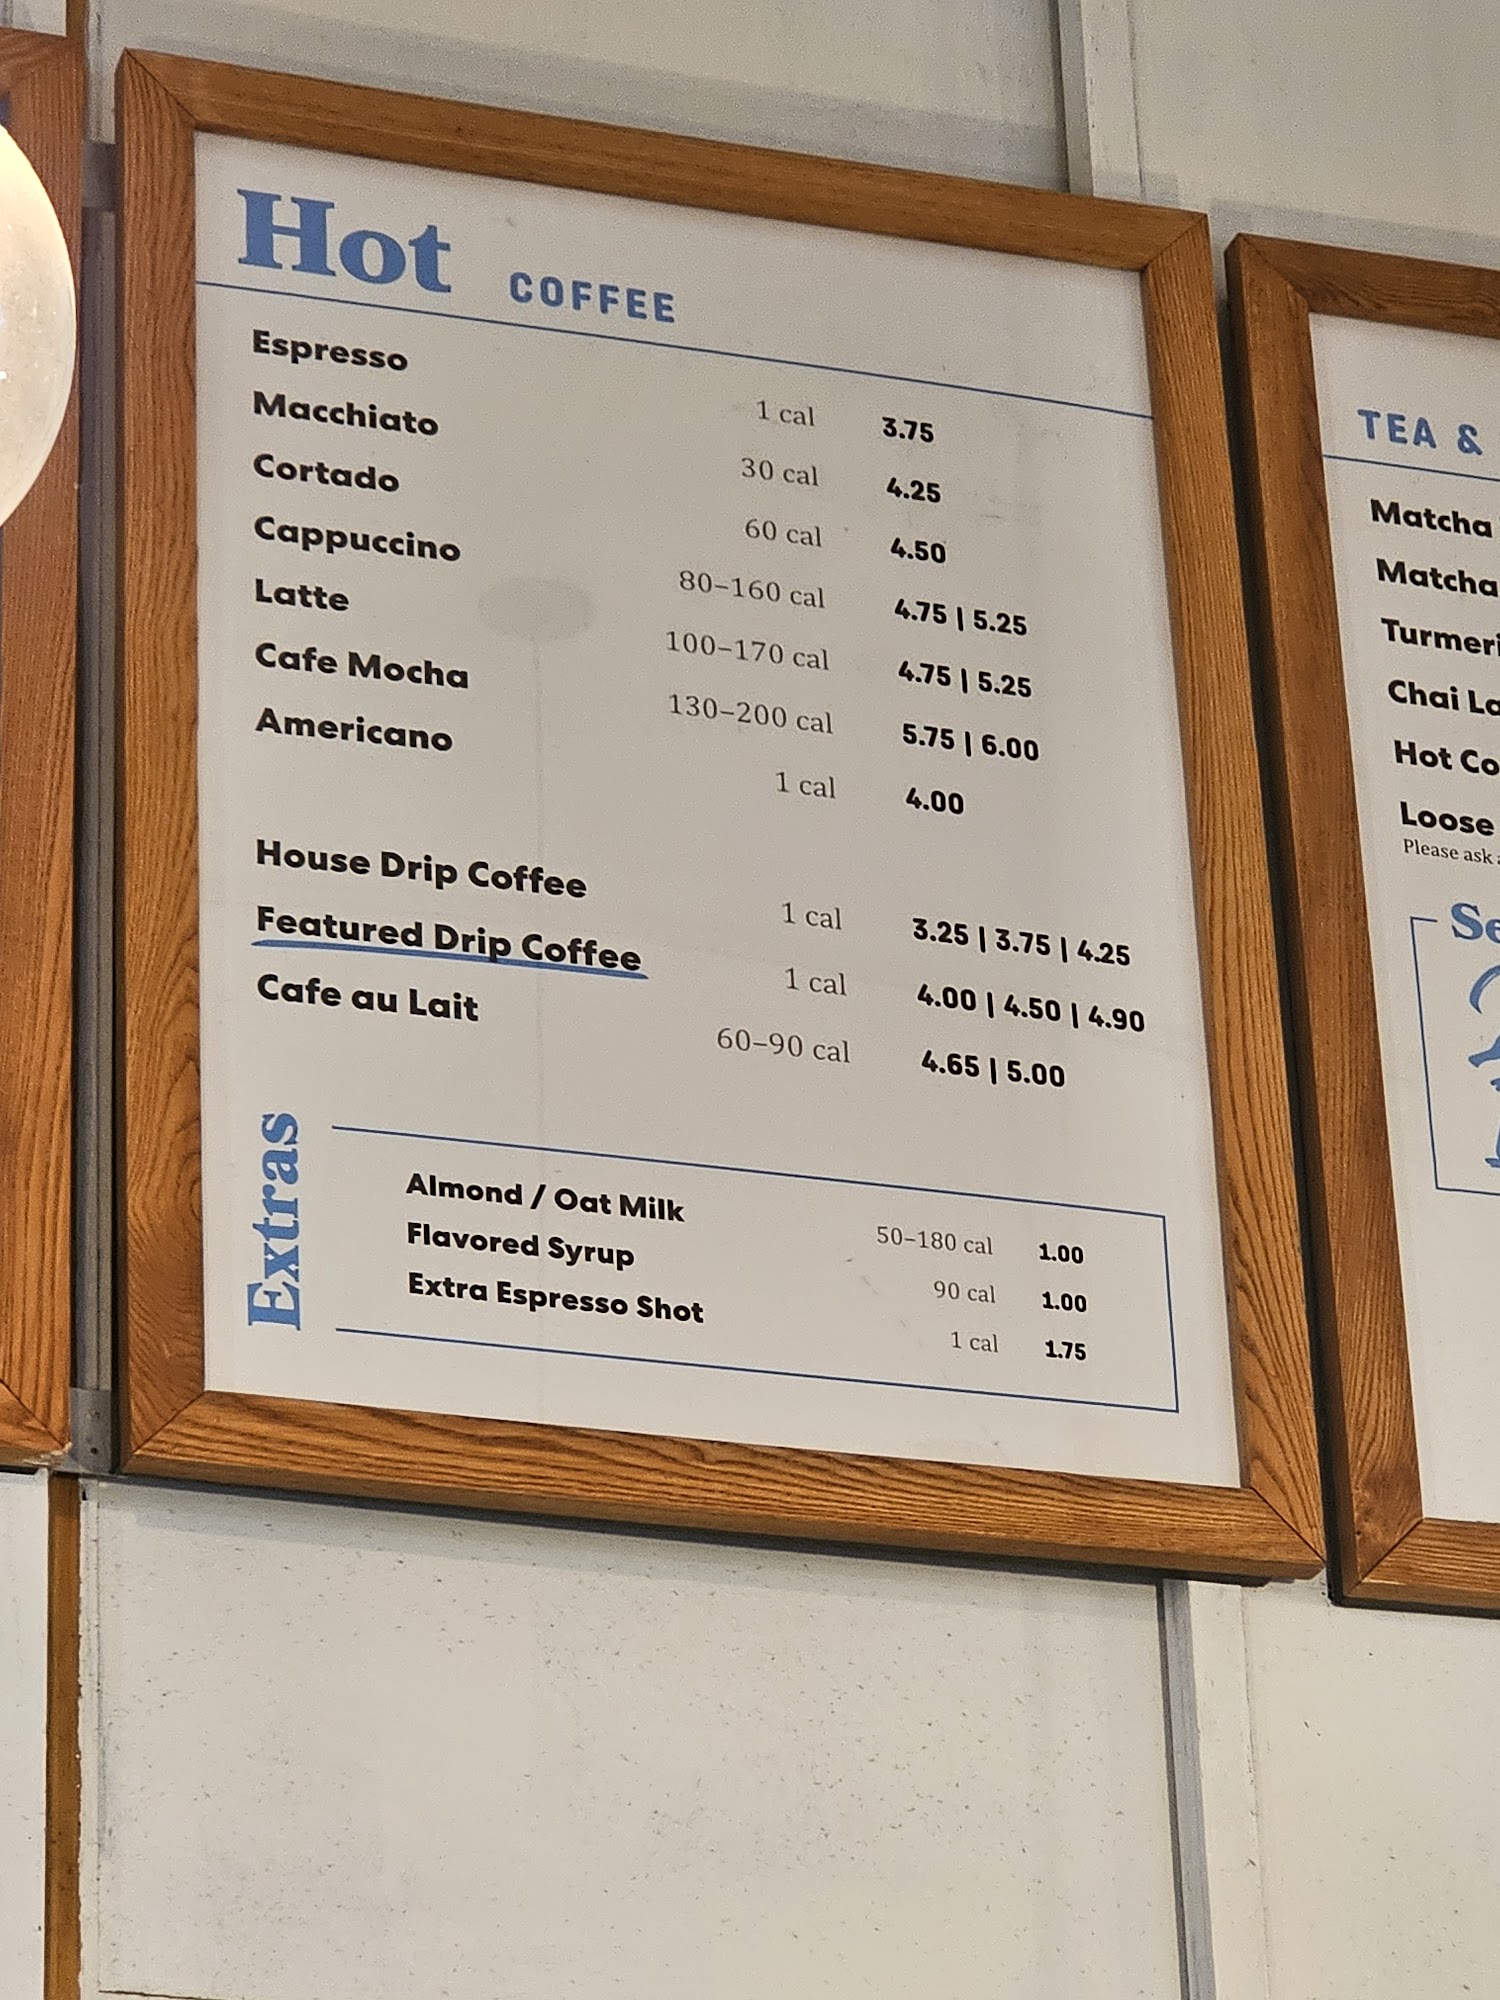 Hot COFFEE
Espresso 1 cal 3.75
Macchiato 30 cal 4.25
Cortado 60 cal 4.50
Cappuccino 80–160 cal 4.75 | 5.25
Latte 100–170 cal 4.75 | 5.25
Cafe Mocha 130–200 cal 5.75 | 6.00
Americano 1 cal 4.00
House Drip Coffee 1 cal 3.25 | 3.75 | 4.25
Featured Drip Coffee 1 cal 4.00 | 4.50 | 4.90
Cafe au Lait 60–90 cal 4.65 | 5.00
Extras
Almond / Oat Milk 50–180 cal 1.00
Flavored Syrup 90 cal 1.00
Extra Espresso Shot 1 cal 1.75
TEA &
Matcha
Matcha
Turmeri
Chai La
Hot Co
Loose
Please ask
Se